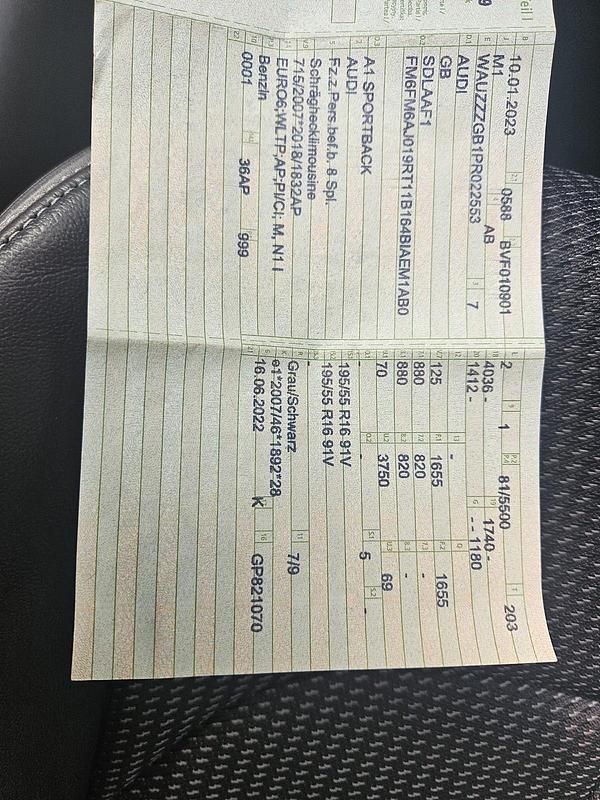 eil I
10.01.2023 0588 BVF010901
M1 AB
WAUZZZGB1PR022553 7
AUDI
GB
SDLAAF1
FM6FM6AJ019RT11B164BIAEM1AB0
A1 SPORTBACK
AUDI
Fz.z.Pers.bef.b. 8 Spl.
Schräghecklimousine
715/2007*2018/1832AP
EURO6;WLTP;AP;PI/CI; M, N1 I
Benzin
0001 36AP 999
2 1 81/5500 203
4036 - 1740 -
1412 - - - 1180
125 - 1655 1655
880 820 -
880 820 -
70 3750 69
- - 5 -
195/55 R16 91V
195/55 R16 91V
-
Grau/Schwarz 7/9
e1*2007/46*1892*28
16.06.2022 K GP821070